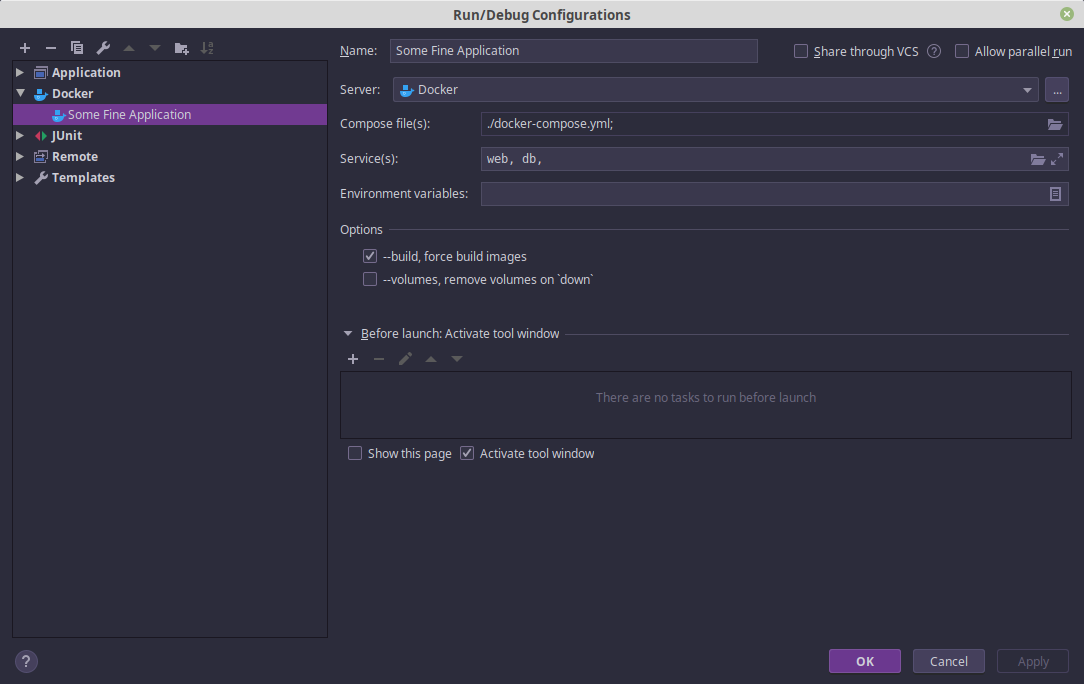 Run/Debug Configurations
Application
Docker
Some Fine Application
JUnit
Remote
Templates
Name: Some Fine Application Share through VCS ? Allow parallel run
Server: Docker ...
Compose file(s): ./docker-compose.yml;
Service(s): web, db,
Environment variables:
Options
--build, force build images
--volumes, remove volumes on `down`
Before launch: Activate tool window
There are no tasks to run before launch
Show this page Activate tool window
? OK Cancel Apply